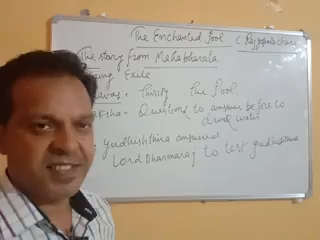 The Enchanted Pool ( Rajgopalachari
The story from Mahabharata
Exile
Thirsty The Pool.
Questions to answer before to
drink water
yudhishthira answered
Lord Dharmaraj to test yudhishthira